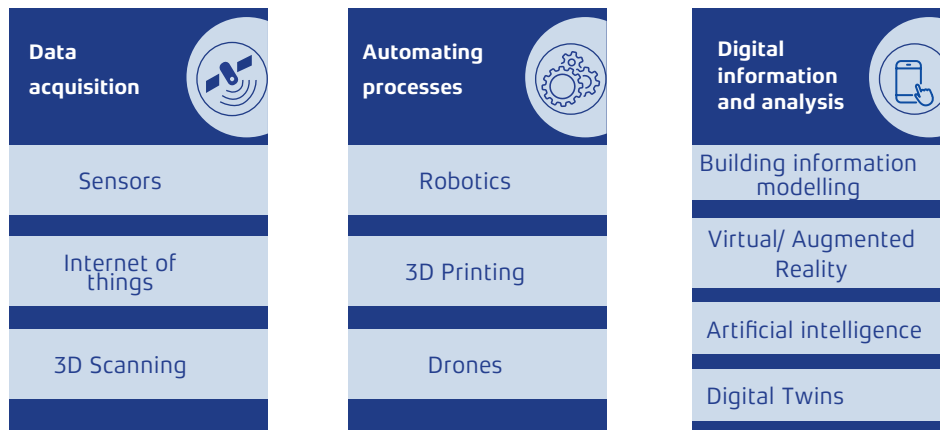 Data
acquisition
Sensors
Internet of
things
3D Scanning
Automating
processes
Robotics
3D Printing
Drones
Digital
information
and analysis
Building information
modelling
Virtual/ Augmented
Reality
Artificial intelligence
Digital Twins